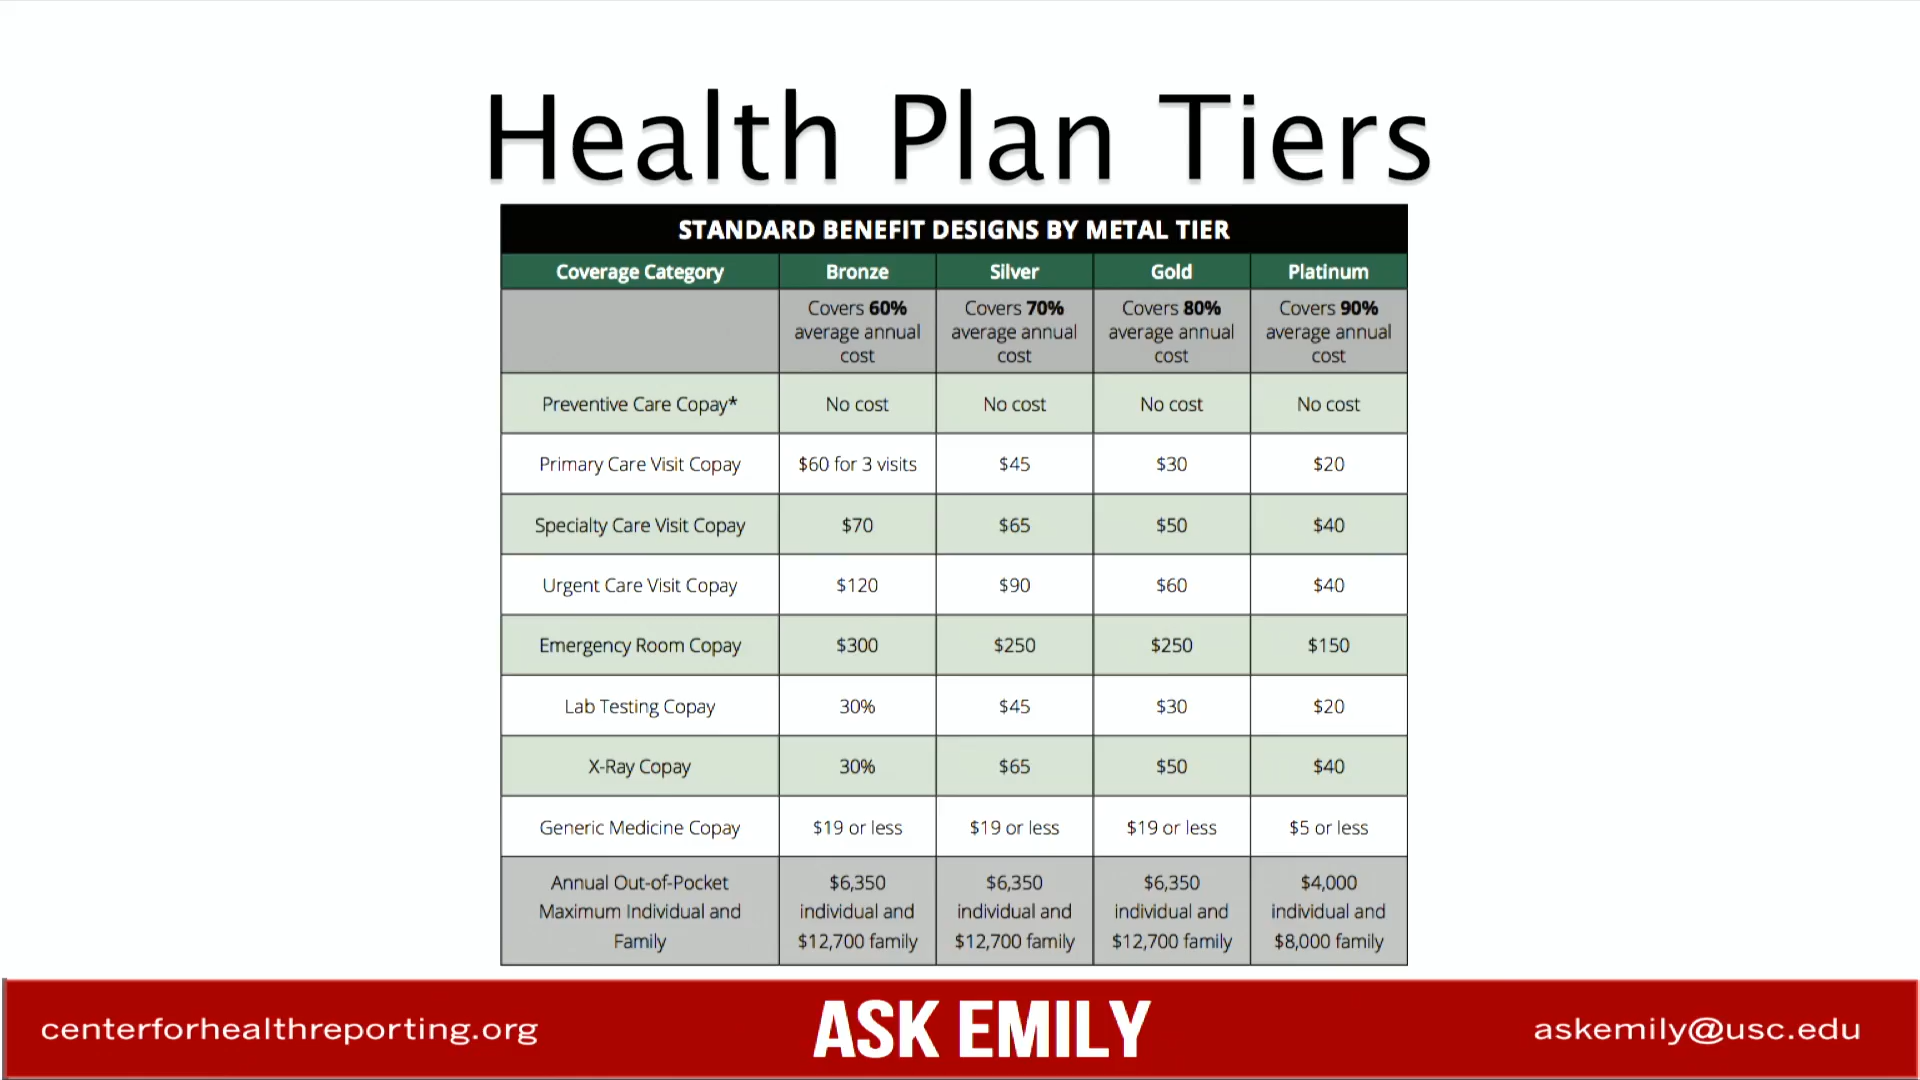 Health Plan Tiers
STANDARD BENEFIT DESIGNS BY METAL TIER
Coverage Category Bronze Silver Gold Platinum
Covers 60% Covers 70% Covers 80% Covers 90%
average annual average annual average annual average annual
cost cost cost cost
Preventive Care Copay* No cost No cost No cost No cost
Primary Care Visit Copay $60 for 3 visits $45 $30 $20
Specialty Care Visit Copay $70 $65 $50 $40
Urgent Care Visit Copay $120 $90 $60 $40
Emergency Room Copay $300 $250 $250 $150
Lab Testing Copay 30% $45 $30 $20
X-Ray Copay 30% $65 $50 $40
Generic Medicine Copay $19 or less $19 or less $19 or less $5 or less
Annual Out-of-Pocket $6,350 $6,350 $6,350 $4,000
Maximum Individual and individual and individual and individual and individual and
Family $12,700 family $12,700 family $12,700 family $8,000 family
centerforhealthreporting.org ASK EMILY askemily@usc.edu